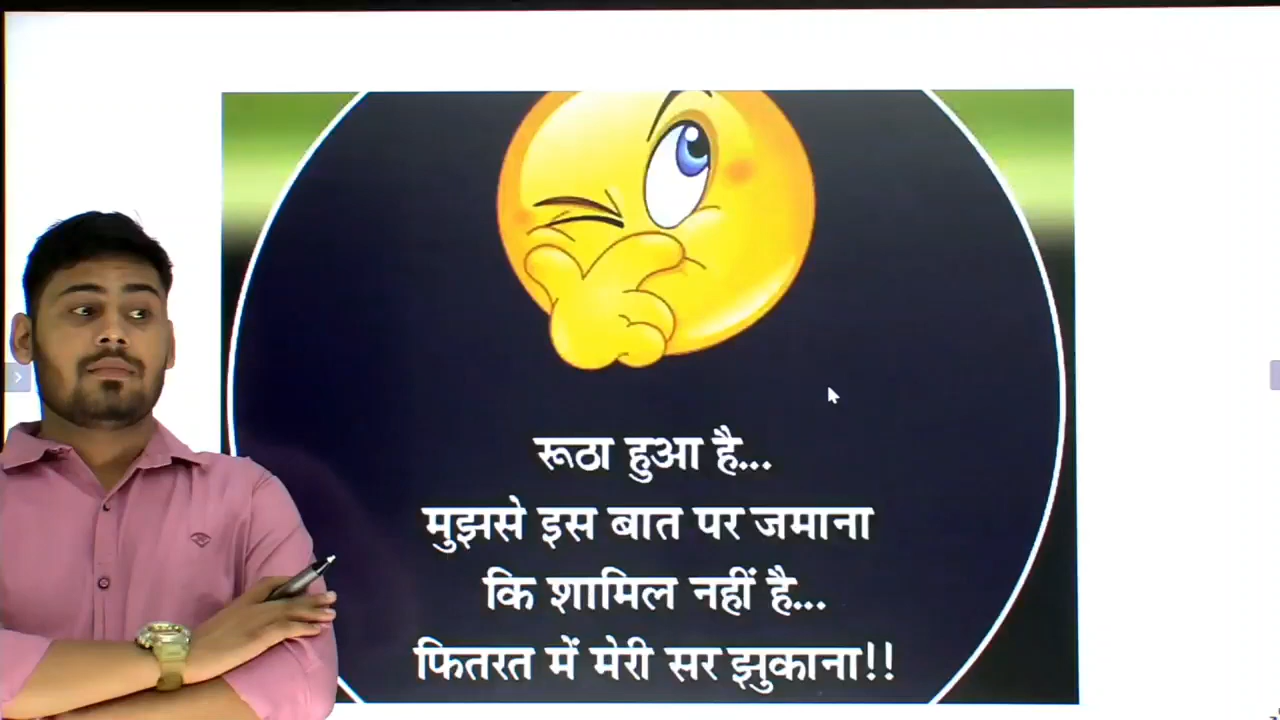 रूठा हुआ है...
मुझसे इस बात पर जमाना
कि शामिल नहीं है...
फितरत में मेरी सर झुकाना!!